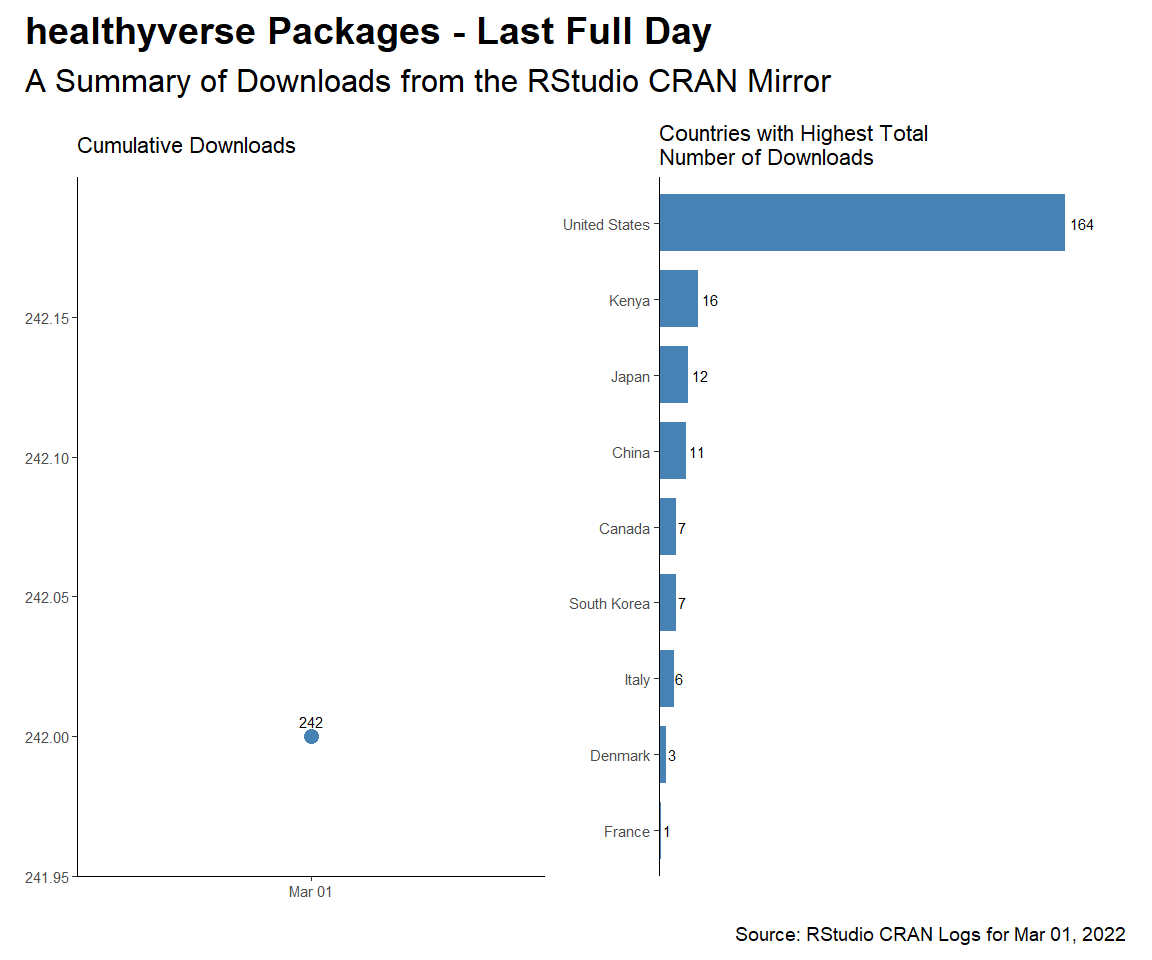 healthyverse Packages - Last Full Day
A Summary of Downloads from the RStudio CRAN Mirror
Cumulative Downloads
242.15
242.10
242.05
242.00
241.95
242
Mar 01
Countries with Highest Total
Number of Downloads
United States 164
Kenya 16
Japan 12
China 11
Canada 7
South Korea 7
Italy 6
Denmark 3
France 1
Source: RStudio CRAN Logs for Mar 01, 2022